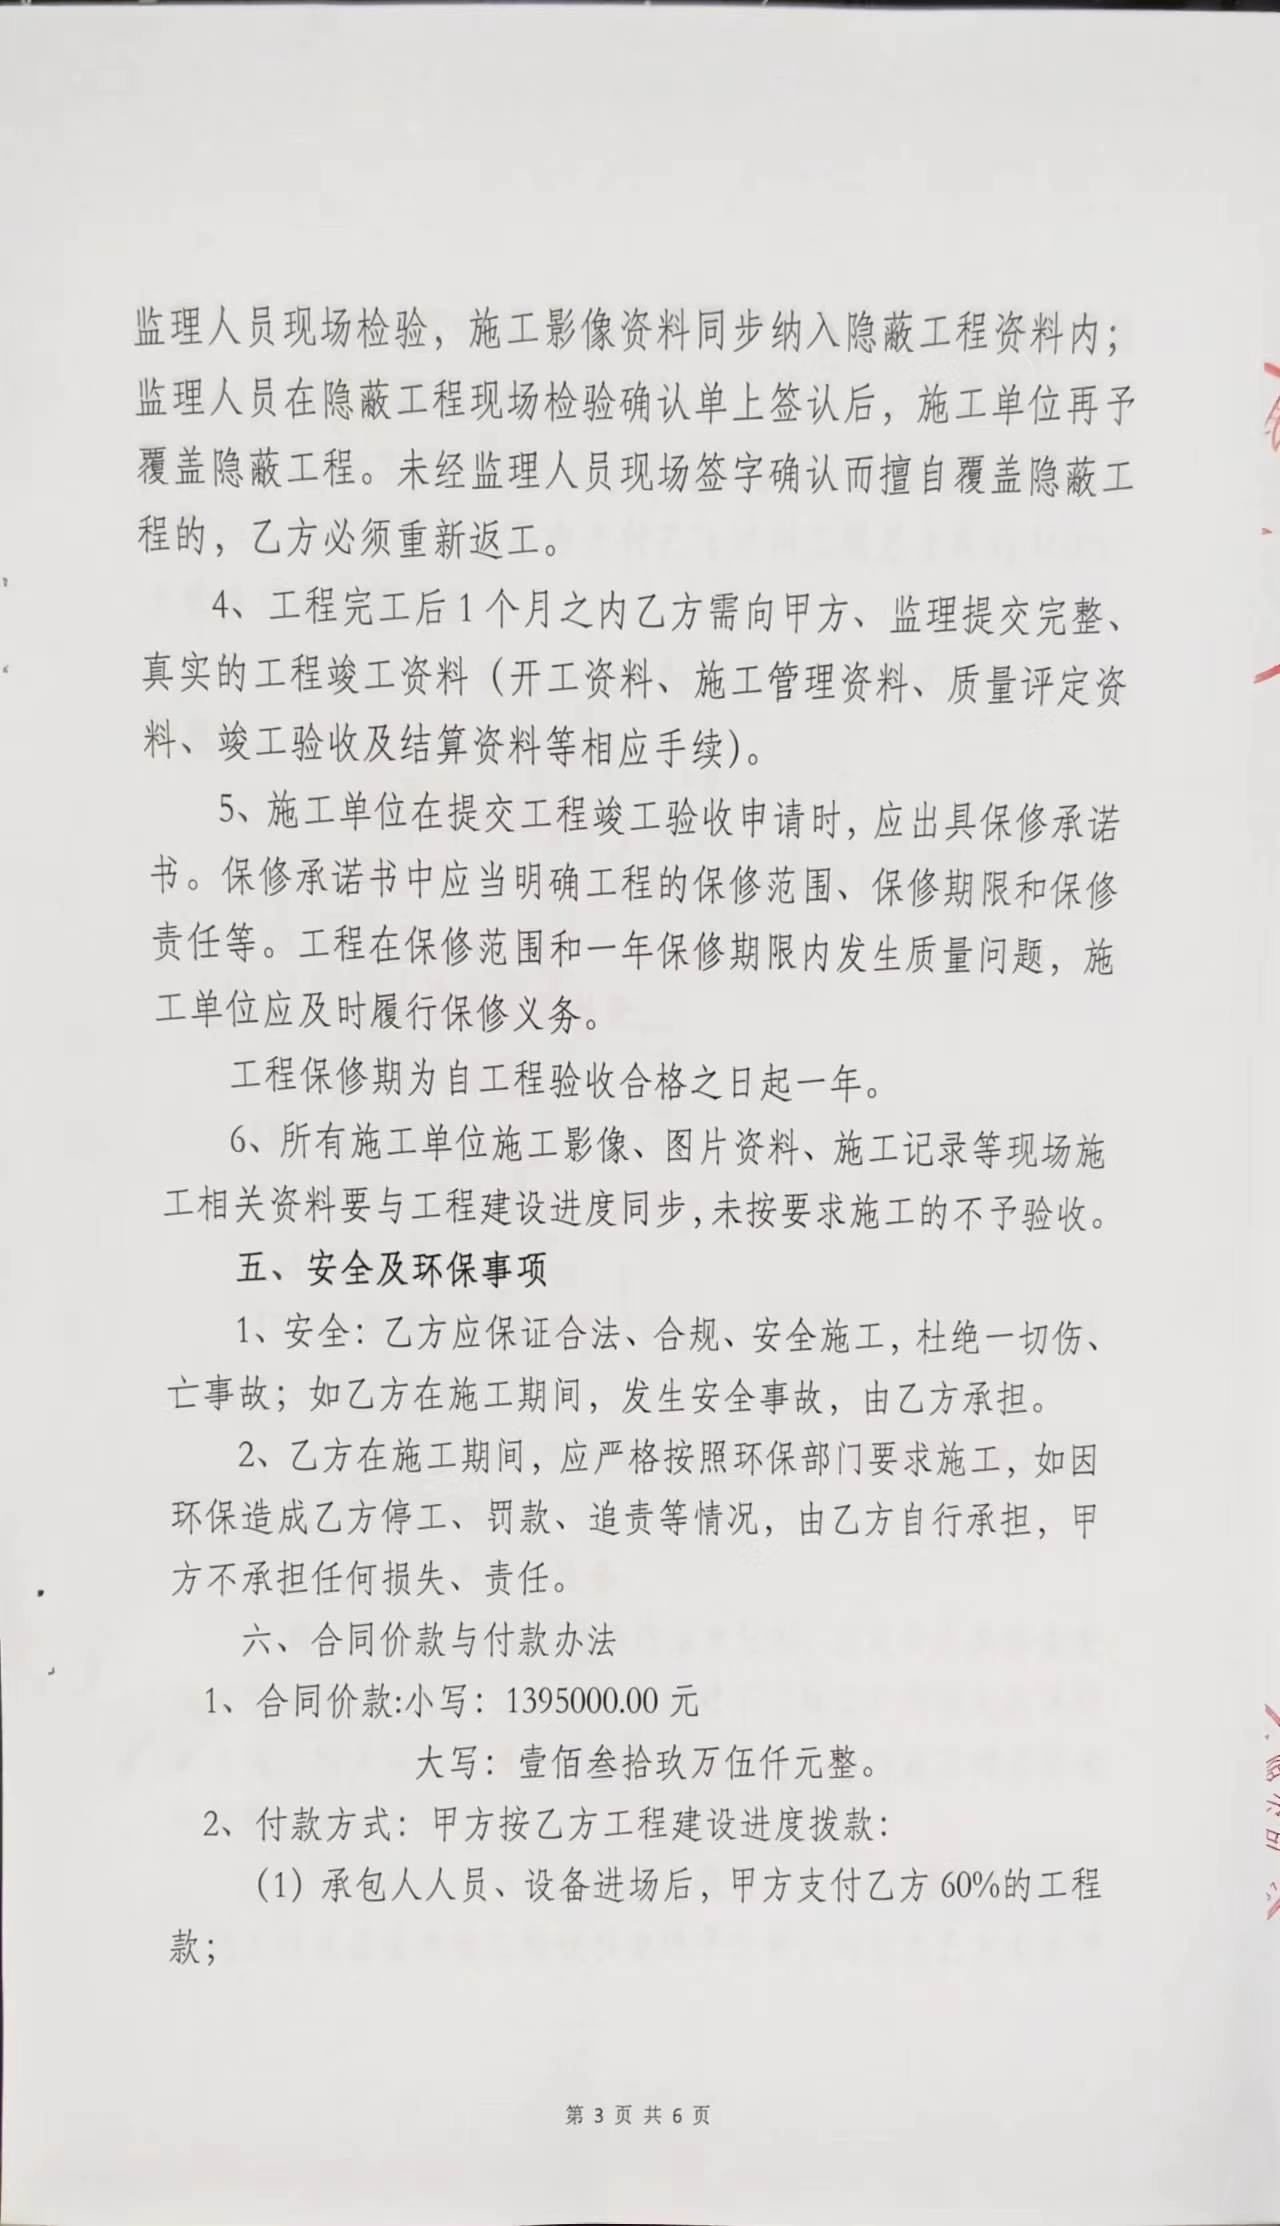 监理人员现场检验，施工影像资料同步纳入隐蔽工程资料内；
监理人员在隐蔽工程现场检验确认单上签认后，施工单位再予
覆盖隐蔽工程。未经监理人员现场签字确认而擅自覆盖隐蔽工
程的，乙方必须重新返工。
4、工程完工后1个月之内乙方需向甲方、监理提交完整、
真实的工程竣工资料（开工资料、施工管理资料、质量评定资
料、竣工验收及结算资料等相应手续）。
5、施工单位在提交工程竣工验收申请时，应出具保修承诺
书。保修承诺书中应当明确工程的保修范围、保修期限和保修
责任等。工程在保修范围和一年保修期限内发生质量问题，施
工单位应及时履行保修义务。
工程保修期为自工程验收合格之日起一年。
6、所有施工单位施工影像、图片资料、施工记录等现场施
工相关资料要与工程建设进度同步,未按要求施工的不予验收。
五、安全及环保事项
1、安全：乙方应保证合法、合规、安全施工，杜绝一切伤、
亡事故；如乙方在施工期间，发生安全事故，由乙方承担。
2、乙方在施工期间，应严格按照环保部门要求施工，如因
环保造成乙方停工、罚款、追责等情况，由乙方自行承担，甲
方不承担任何损失、责任。
六、合同价款与付款办法
1、合同价款:小写：1395000.00元
大写：壹佰叁拾玖万伍仟元整。
2、付款方式：甲方按乙方工程建设进度拨款：
（1）承包人人员、设备进场后，甲方支付乙方60%的工程
款；
第 3 页 共 6 页